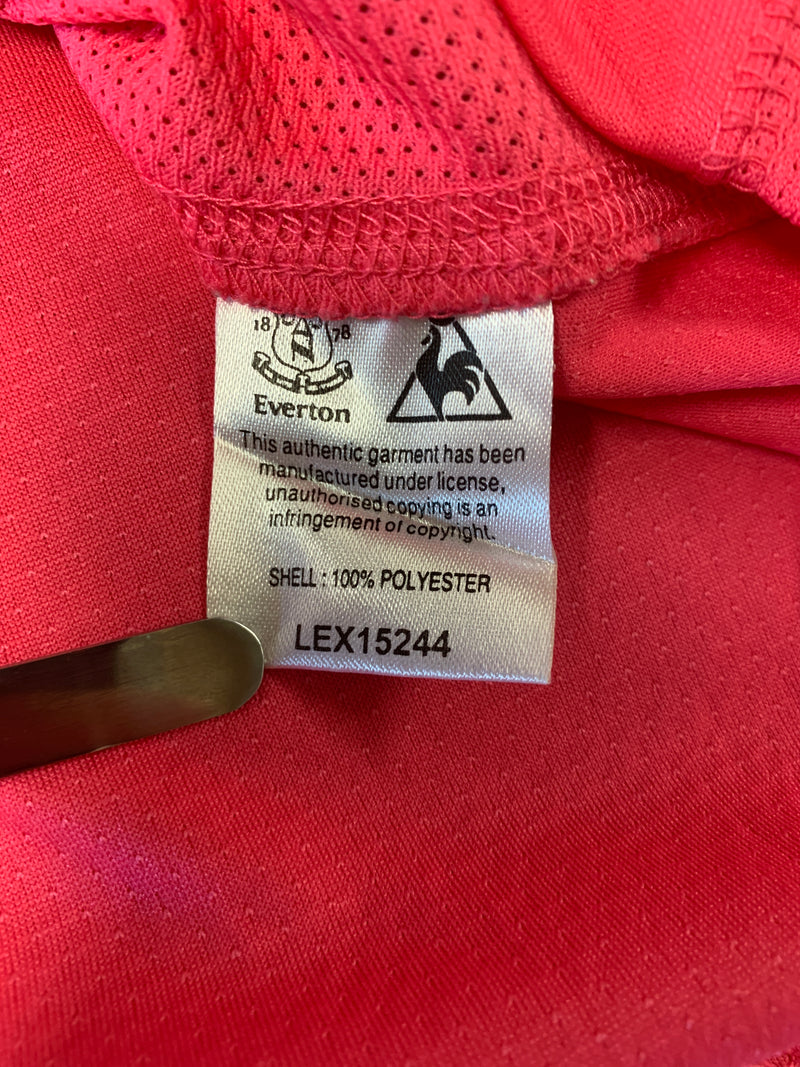 18 78
Everton
This authentic garment has been
manufactured under license,
unauthorised copying is an
infringement of copyright.
SHELL : 100% POLYESTER
LEX15244